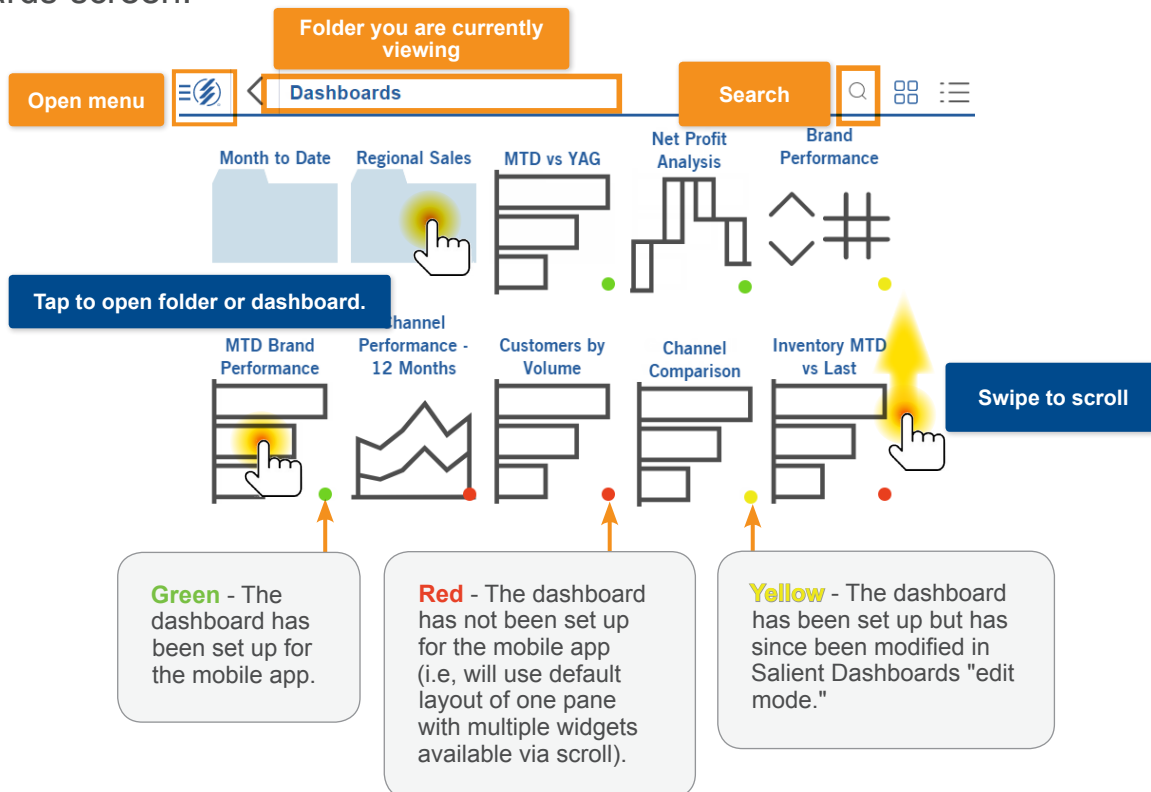 screen.
Folder you are currently
viewing
Open menu
Dashboards
Search
Month to Date
Regional Sales
MTD vs YAG
Net Profit
Analysis
Brand
Performance
Tap to open folder or dashboard.
MTD Brand
Performance
Channel
Performance -
12 Months
Customers by
Volume
Channel
Comparison
Inventory MTD
vs Last
Swipe to scroll
Green - The
dashboard has
been set up for
the mobile app.
Red - The dashboard
has not been set up
for the mobile app
(i.e, will use default
layout of one pane
with multiple widgets
available via scroll).
Yellow - The dashboard
has been set up but has
since been modified in
Salient Dashboards "edit
mode."